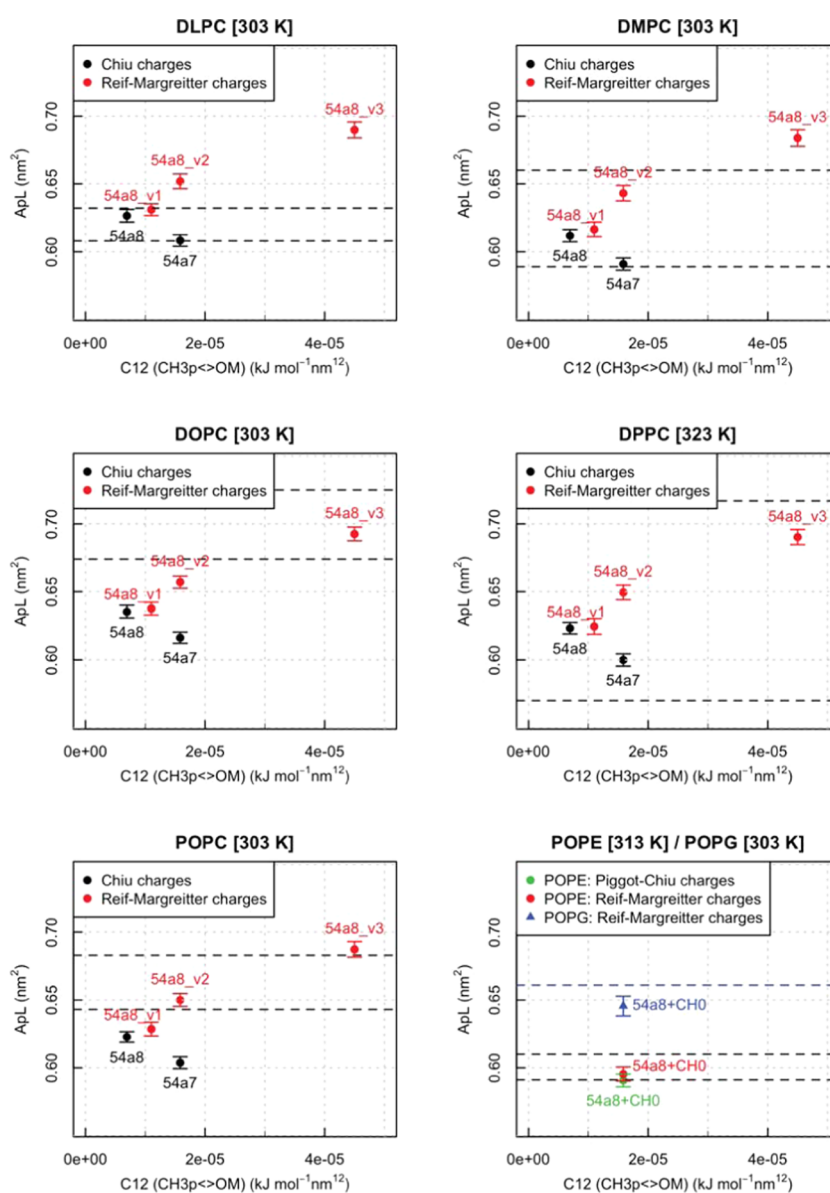 DLPC [303 K]
Chiu charges
Reif-Margreitter charges
54a8_v3
54a8_v2
54a8_v1
54a8
54a7
0.70
0.65
0.60
ApL (nm²)
0e+00 2e-05 4e-05
C12 (CH3p<>OM) (kJ mol⁻¹nm¹²)
DMPC [303 K]
Chiu charges
Reif-Margreitter charges
54a8_v3
54a8_v2
54a8_v1
54a8
54a7
0.70
0.65
0.60
ApL (nm²)
0e+00 2e-05 4e-05
C12 (CH3p<>OM) (kJ mol⁻¹nm¹²)
DOPC [303 K]
Chiu charges
Reif-Margreitter charges
54a8_v3
54a8_v2
54a8_v1
54a8
54a7
0.70
0.65
0.60
ApL (nm²)
0e+00 2e-05 4e-05
C12 (CH3p<>OM) (kJ mol⁻¹nm¹²)
DPPC [323 K]
Chiu charges
Reif-Margreitter charges
54a8_v3
54a8_v2
54a8_v1
54a8
54a7
0.70
0.65
0.60
ApL (nm²)
0e+00 2e-05 4e-05
C12 (CH3p<>OM) (kJ mol⁻¹nm¹²)
POPC [303 K]
Chiu charges
Reif-Margreitter charges
54a8_v3
54a8_v2
54a8_v1
54a8
54a7
0.70
0.65
0.60
ApL (nm²)
0e+00 2e-05 4e-05
C12 (CH3p<>OM) (kJ mol⁻¹nm¹²)
POPE [313 K] / POPG [303 K]
POPE: Piggot-Chiu charges
POPE: Reif-Margreitter charges
POPG: Reif-Margreitter charges
54a8+CH0
54a8+CH0
54a8+CH0
0.70
0.65
0.60
ApL (nm²)
0e+00 2e-05 4e-05
C12 (CH3p<>OM) (kJ mol⁻¹nm¹²)